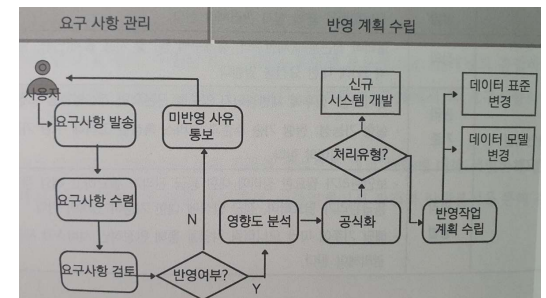 요구 사항 관리
반영 계획 수립
사용자
요구사항 발송
요구사항 수렴
요구사항 검토
미반영 사유
통보
N
반영여부?
Y
영향도 분석
공식화
처리유형?
신규
시스템 개발
반영작업
계획 수립
데이터 표준
변경
데이터 모델
변경